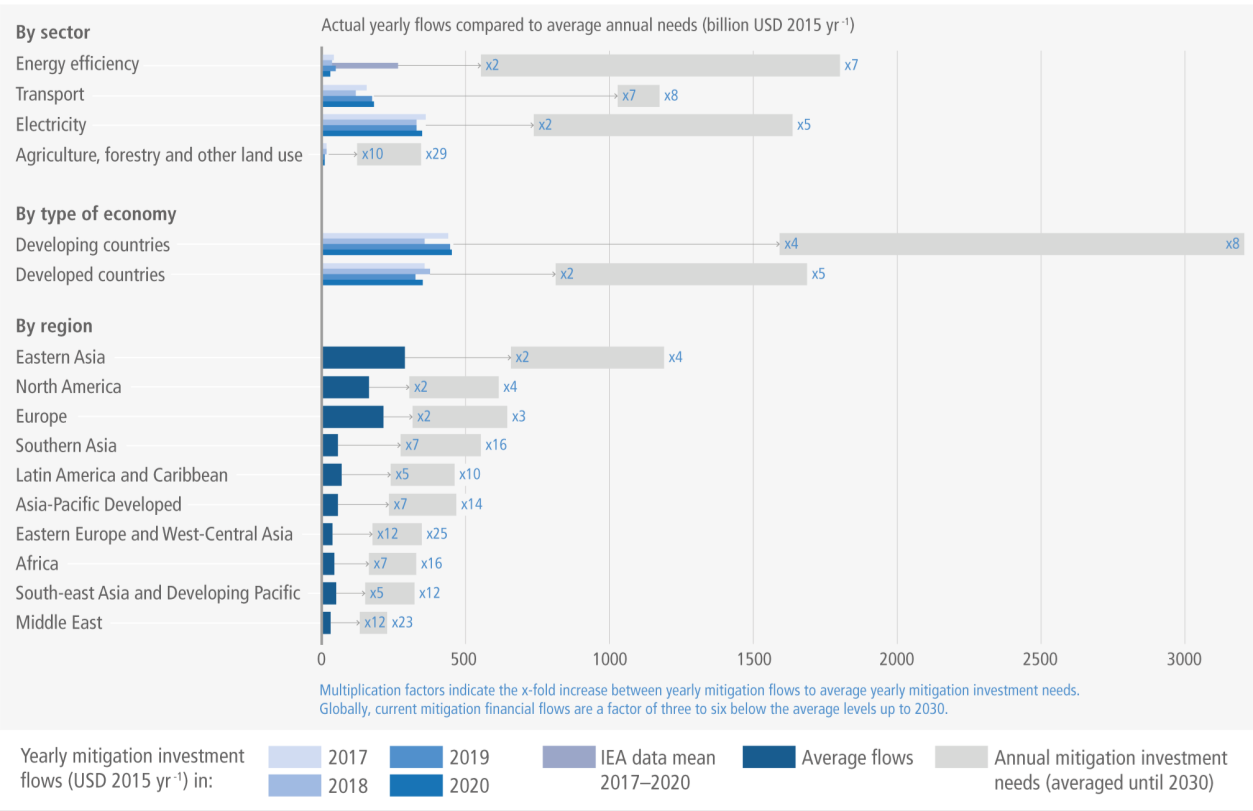 Actual yearly flows compared to average annual needs (billion USD 2015 yr-1)
By sector
Energy efficiency x2 x7
Transport x7 x8
Electricity x2 x5
Agriculture, forestry and other land use x10 x29
By type of economy
Developing countries x4 x8
Developed countries x2 x5
By region
Eastern Asia x2 x4
North America x2 x4
Europe x2 x3
Southern Asia x7 x16
Latin America and Caribbean x5 x10
Asia-Pacific Developed x7 x14
Eastern Europe and West-Central Asia x12 x25
Africa x7 x16
South-east Asia and Developing Pacific x5 x12
Middle East x12 x23
0 500 1000 1500 2000 2500 3000
Multiplication factors indicate the x-fold increase between yearly mitigation flows to average yearly mitigation investment needs.
Globally, current mitigation financial flows are a factor of three to six below the average levels up to 2030.
Yearly mitigation investment
flows (USD 2015 yr-1) in:
2017
2018
2019
2020
IEA data mean
2017–2020
Average flows
Annual mitigation investment
needs (averaged until 2030)